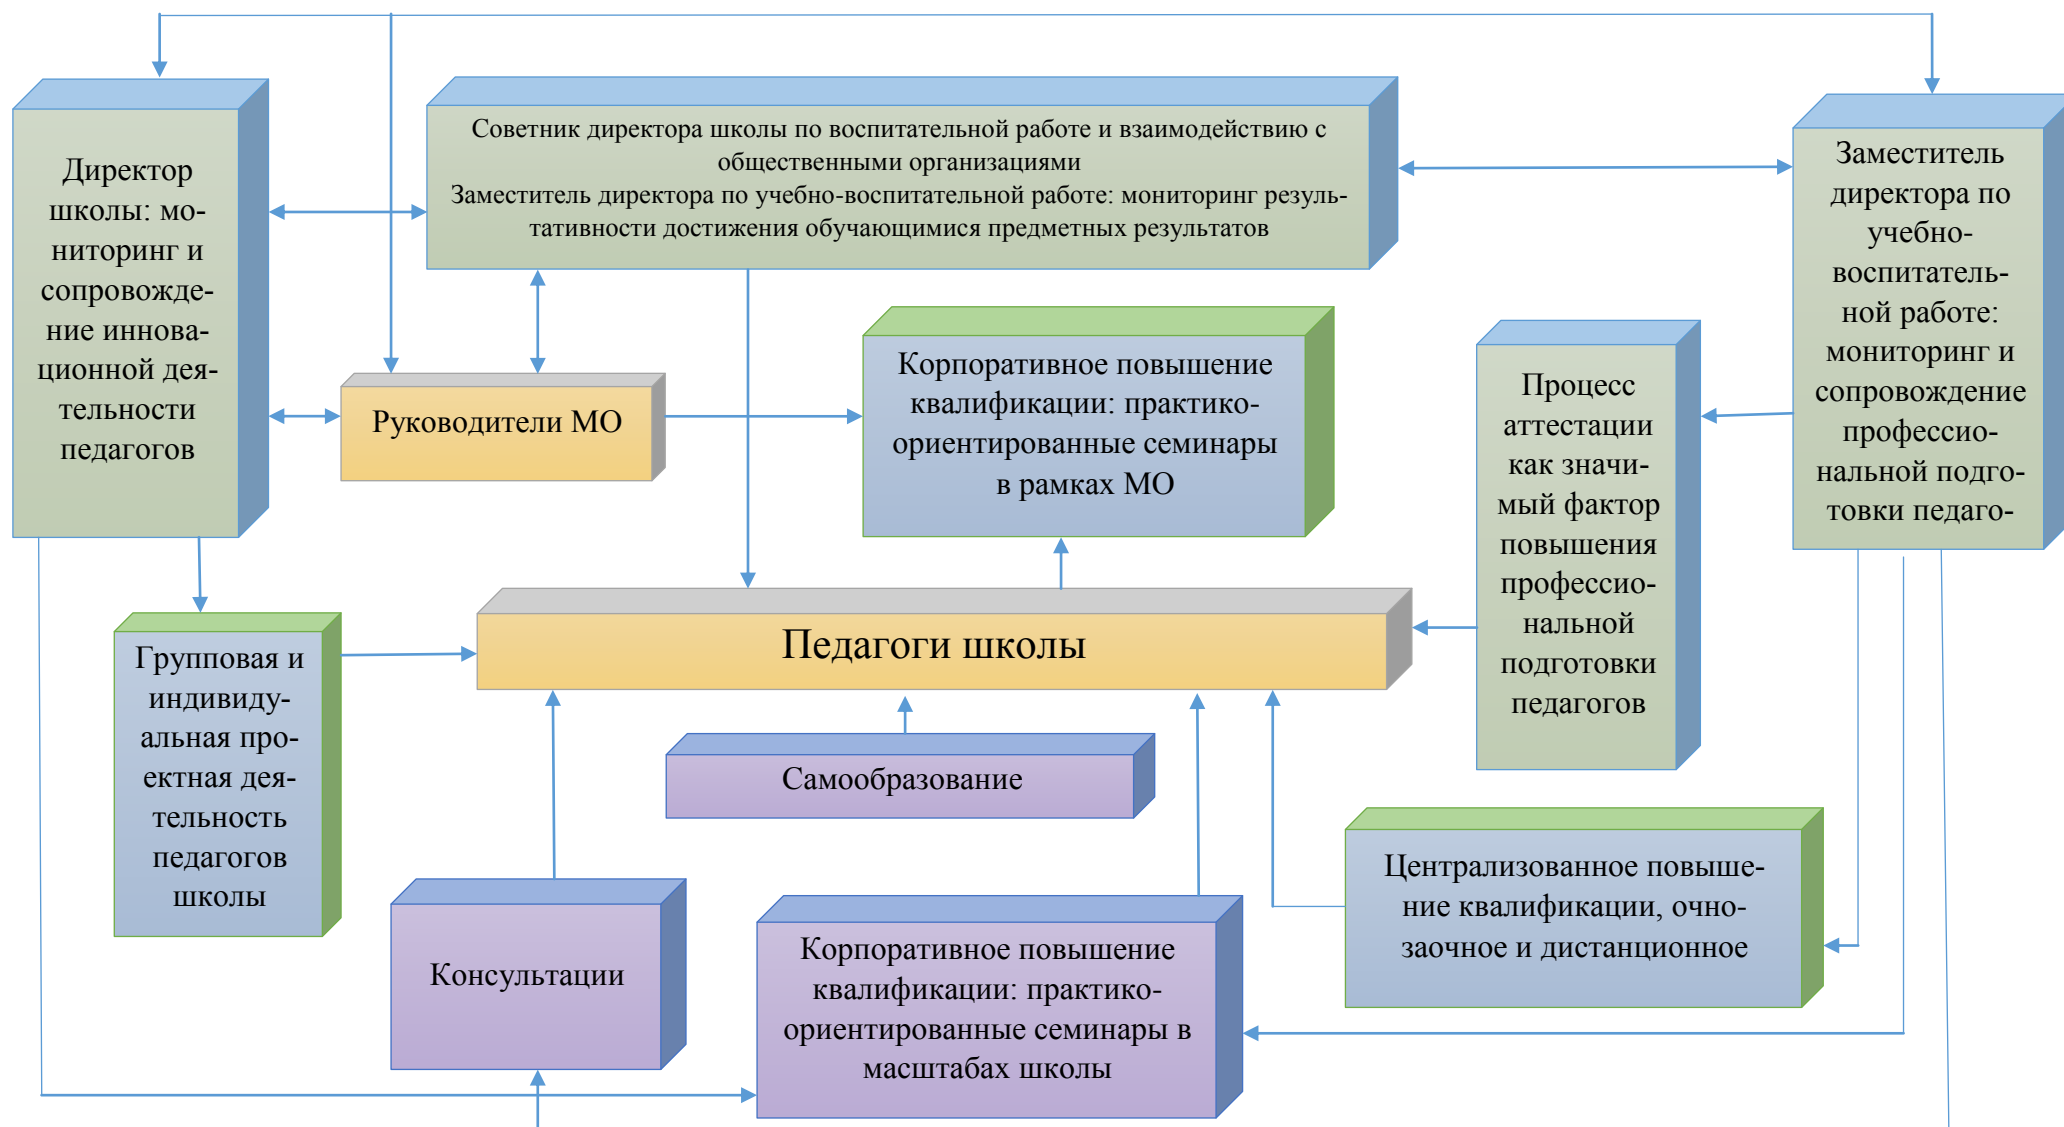 Директор
школы: мо-
ниторинг и
сопровожде-
ние иннова-
ционной дея-
тельности
педагогов
Советник директора школы по воспитательной работе и взаимодействию с
общественными организациями
Заместитель директора по учебно-воспитательной работе: мониторинг резуль-
тативности достижения обучающимися предметных результатов
Заместитель
директора по
учебно-
воспитатель-
ной работе:
мониторинг и
сопровождение
профессио-
нальной подго-
товки педаго-
Руководители МО
Корпоративное повышение
квалификации: практико-
ориентированные семинары
в рамках МО
Процесс
аттестации
как значи-
мый фактор
повышения
профессио-
нальной
подготовки
педагогов
Педагоги школы
Групповая и
индивиду-
альная про-
ектная дея-
тельность
педагогов
школы
Самообразование
Централизованное повыше-
ние квалификации, очно-
заочное и дистанционное
Консультации
Корпоративное повышение
квалификации: практико-
ориентированные семинары в
масштабах школы